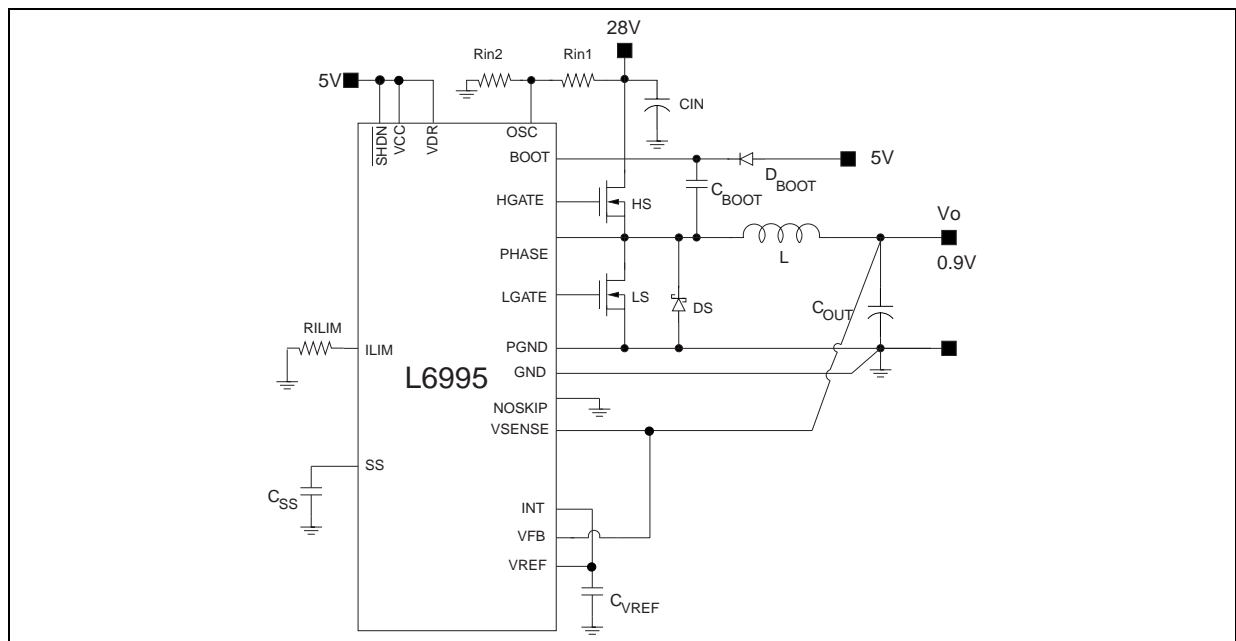 28V
Rin2
Rin1
5V
CIN
SHDN
VCC
VDR
OSC
BOOT
5V
DBOOT
CBOOT
HGATE
HS
Vo
PHASE
L
0.9V
LGATE
LS
DS
COUT
RILIM
ILIM
PGND
L6995
GND
NOSKIP
VSENSE
SS
CSS
INT
VFB
VREF
CVREF